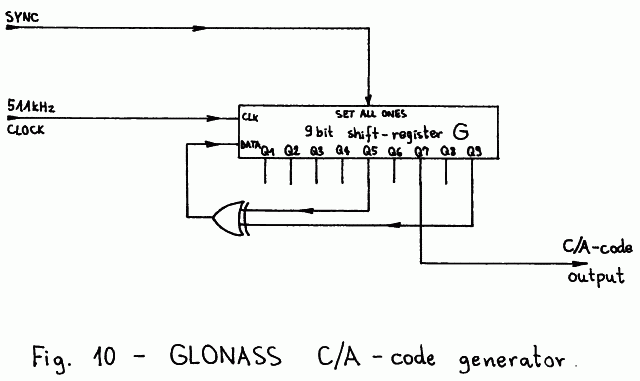 SYNC
511kHz
CLOCK
SET ALL ONES
CLK
9 bit shift-register G
DATA
Q1 Q2 Q3 Q4 Q5 Q6 Q7 Q8 Q9
C/A-code
output
Fig. 10 - GLONASS C/A - code generator.